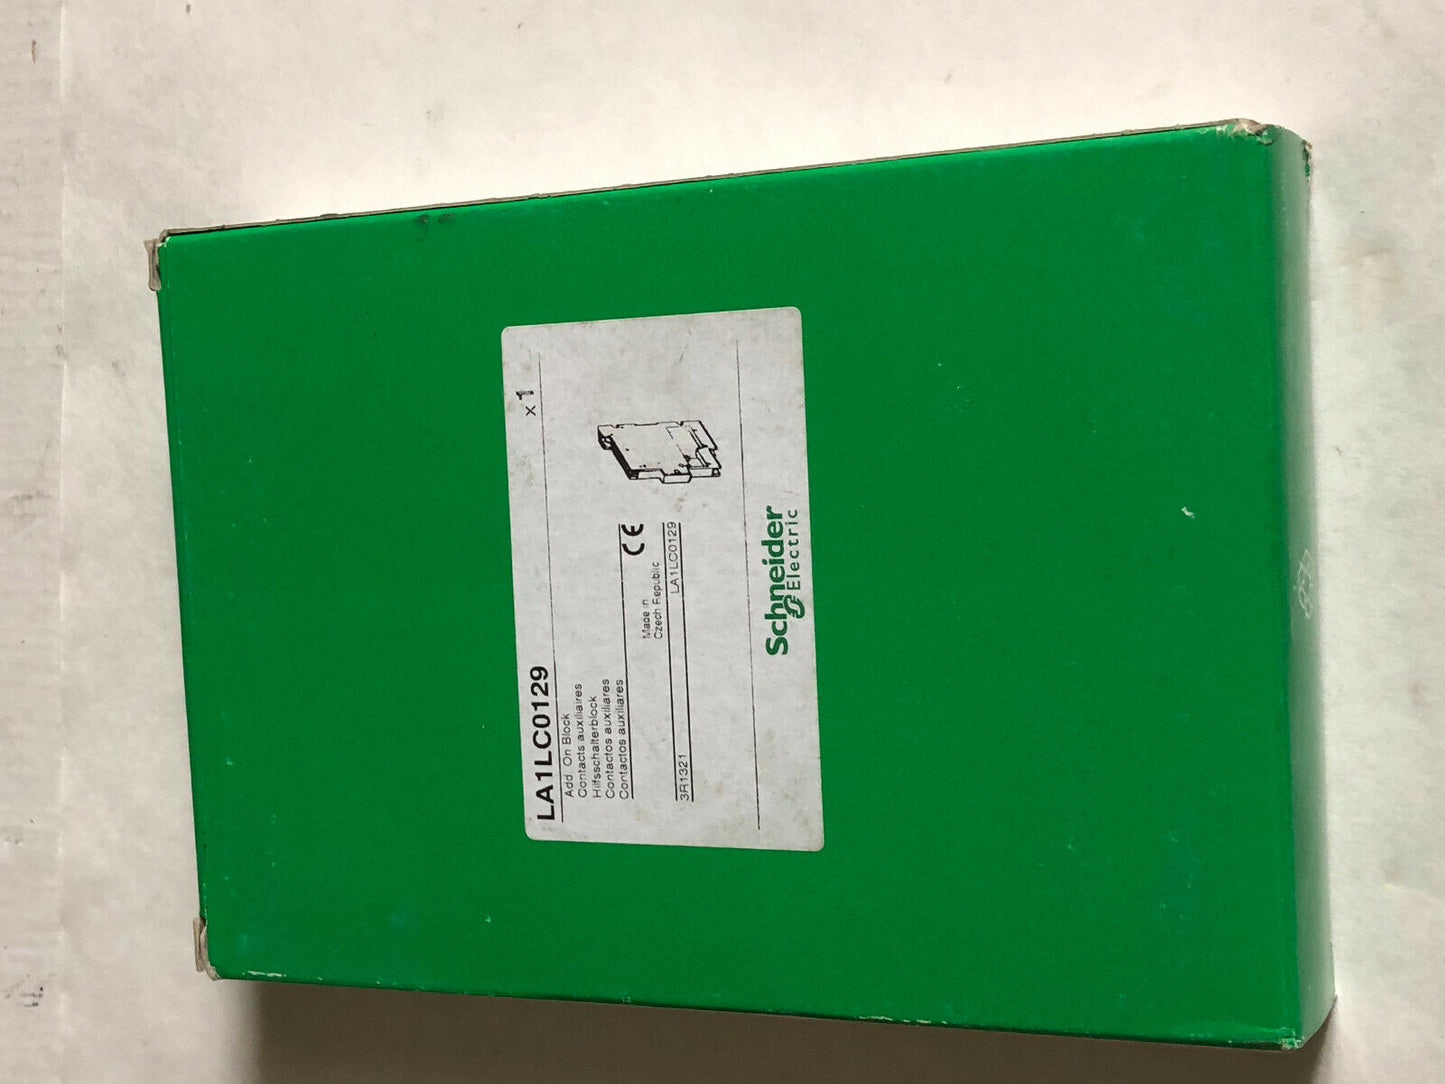 LA1LC0129 x 1
Add. On Block
Contacts auxiliaires
Hilfsschalterblock
Contactos auxiliares
Contactos auxiliares
CE
Made in
Czech Republic
3R1321 LA1LC0129
Schneider
Electric